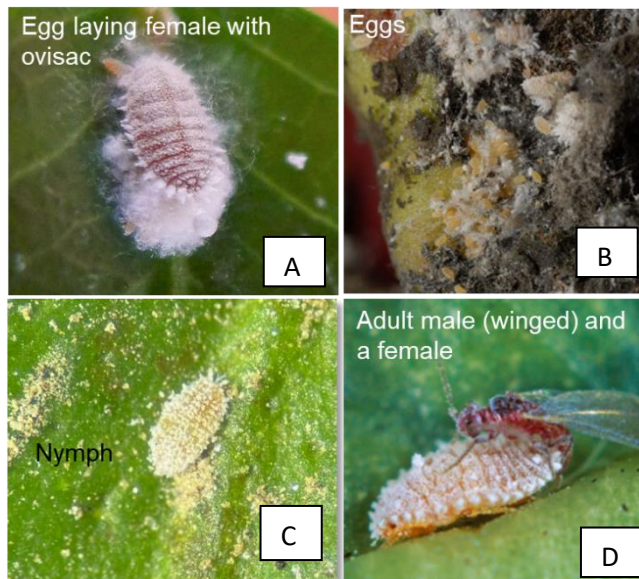 Egg laying female with
ovisac
A
Eggs
B
Nymph
C
Adult male (winged) and
a female
D